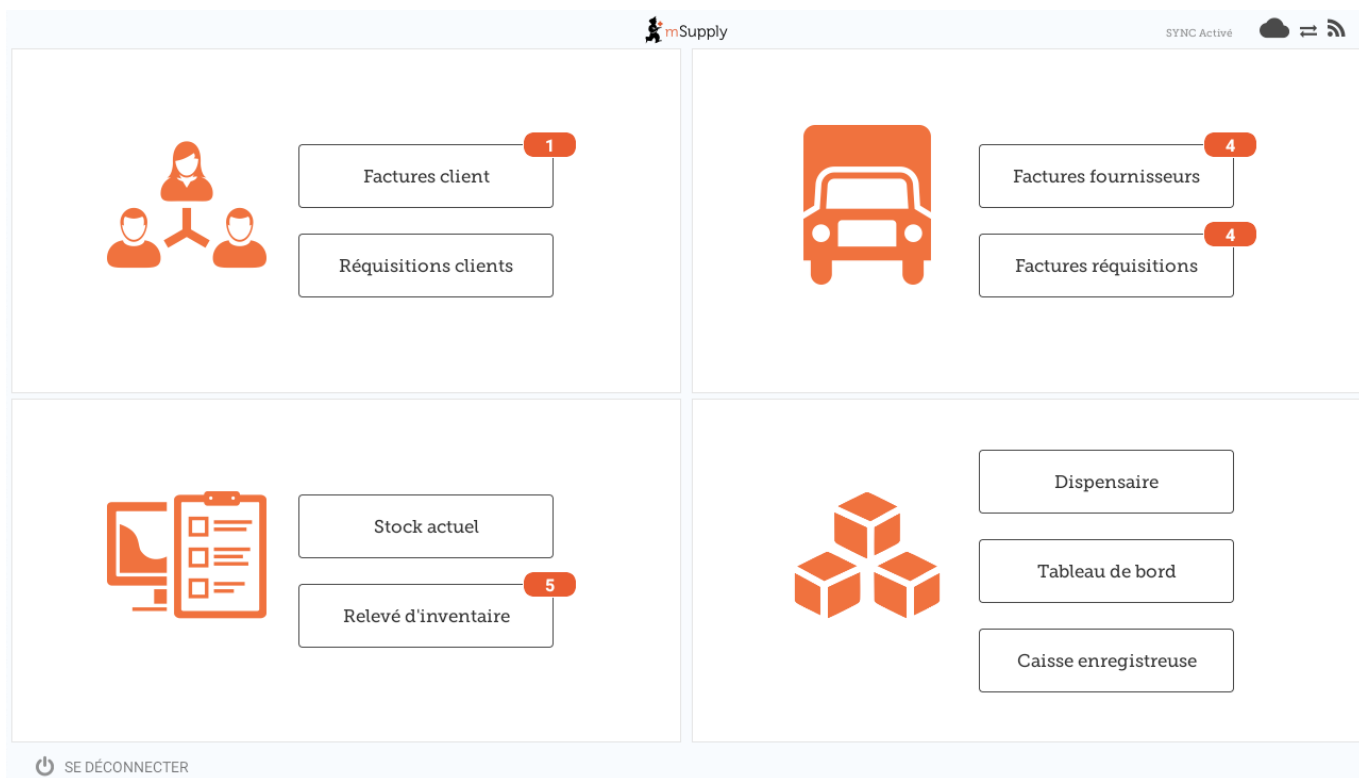 mSupply
SYNC Activé
1
Factures client
Réquisitions clients
4
Factures fournisseurs
4
Factures réquisitions
Stock actuel
5
Relevé d'inventaire
Dispensaire
Tableau de bord
Caisse enregistreuse
SE DÉCONNECTER